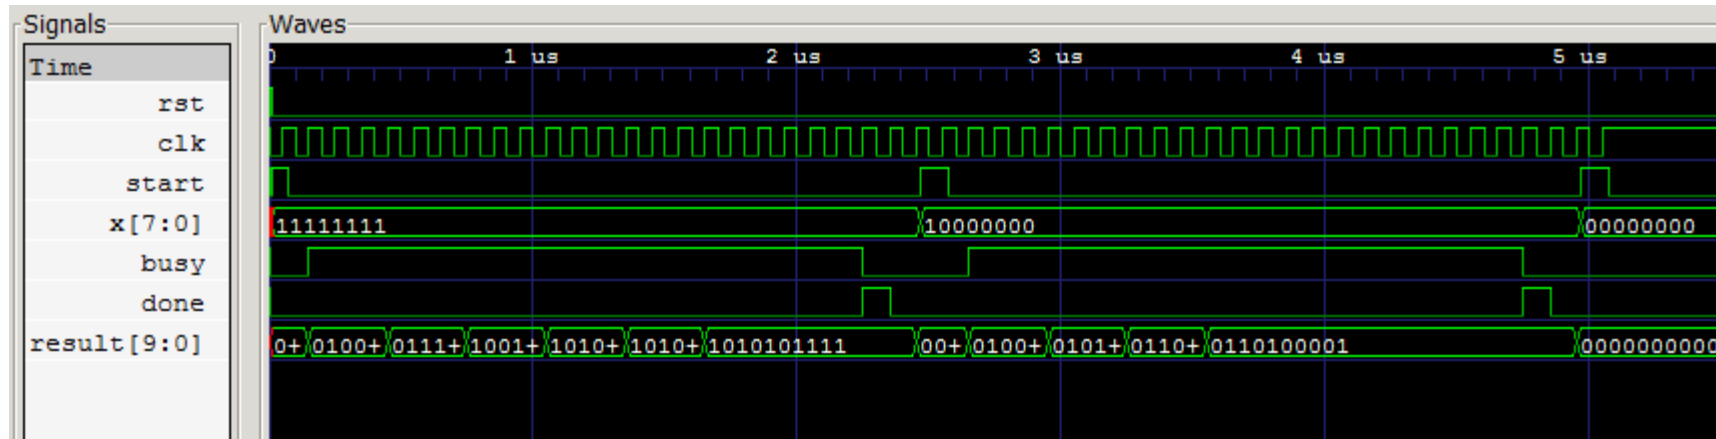 Signals Waves
Time 0 1 us 2 us 3 us 4 us 5 us
rst
clk
start
x[7:0] 11111111 10000000 00000000
busy
done
result[9:0] 0+ 0100+ 0111+ 1001+ 1010+ 1010+ 1010101111 00+ 0100+ 0101+ 0110+ 0110100001 0000000000